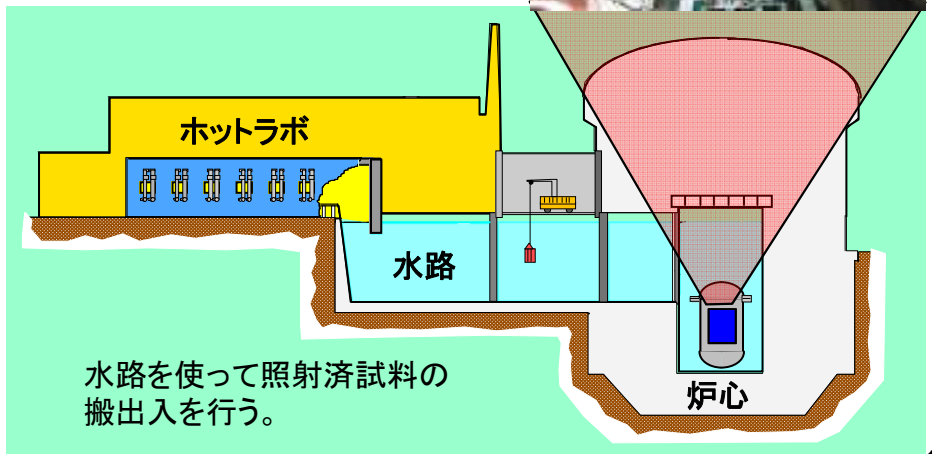 ホットラボ
水路
炉心
水路を使って照射済試料の
搬出入を行う。